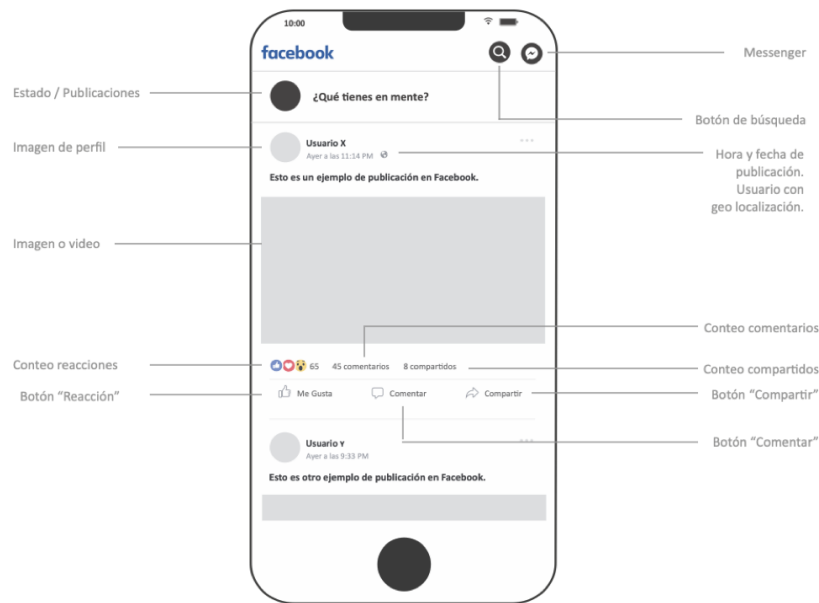 10:00
facebook
Messenger
Estado / Publicaciones
¿Qué tienes en mente?
Botón de búsqueda
Imagen de perfil
Usuario X
Ayer a las 11:14 PM
Hora y fecha de
publicación.
Usuario con
geo localización.
Esto es un ejemplo de publicación en Facebook.
Imagen o video
Conteo comentarios
Conteo reacciones
65 45 comentarios 8 compartidos
Conteo compartidos
Botón “Reacción”
Me Gusta Comentar Compartir
Botón “Compartir”
Botón “Comentar”
Usuario Y
Ayer a las 9:33 PM
Esto es otro ejemplo de publicación en Facebook.